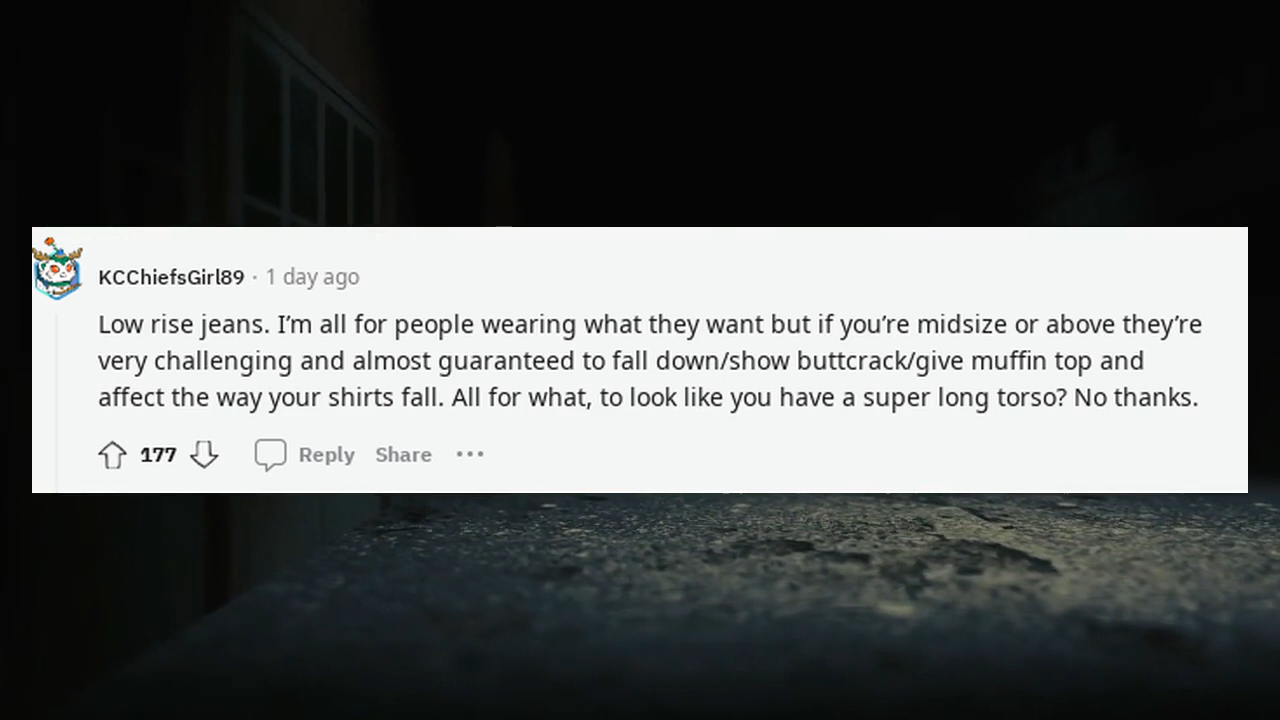 KCChiefsGirl89 · 1 day ago
Low rise jeans. I’m all for people wearing what they want but if you’re midsize or above they’re
very challenging and almost guaranteed to fall down/show buttcrack/give muffin top and
affect the way your shirts fall. All for what, to look like you have a super long torso? No thanks.
177 Reply Share •••